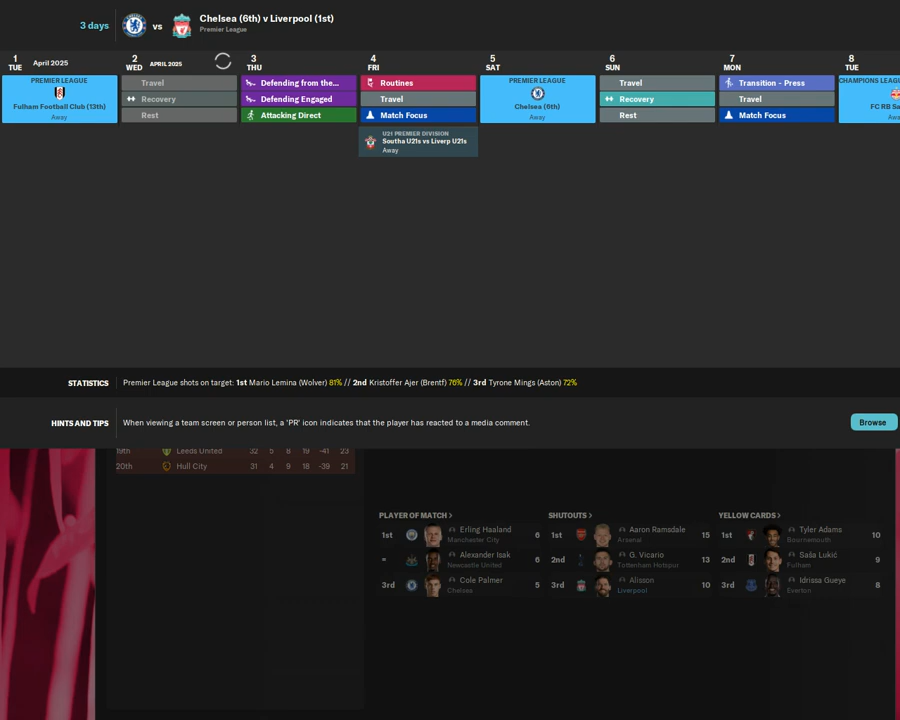 3 days
vs
Chelsea (6th) v Liverpool (1st)
Premier League
1
TUE
April 2025
2
WED
APRIL 2025
3
THU
4
FRI
5
SAT
6
SUN
7
MON
8
TUE
PREMIER LEAGUE
Fulham Football Club (13th)
Away
Travel
Recovery
Rest
Defending from the...
Defending Engaged
Attacking Direct
Routines
Travel
Match Focus
U21 PREMIER DIVISION
Southa U21s vs Liverp U21s
Away
PREMIER LEAGUE
Chelsea (6th)
Away
Travel
Recovery
Rest
Transition - Press
Travel
Match Focus
CHAMPIONS LEAGU
FC RB Sa
Awa
STATISTICS
Premier League shots on target: 1st Mario Lemina (Wolver) 81% // 2nd Kristoffer Ajer (Brentf) 76% // 3rd Tyrone Mings (Aston) 72%
HINTS AND TIPS
When viewing a team screen or person list, a 'PR' icon indicates that the player has reacted to a media comment.
Browse
19th Leeds United 32 5 8 19 -41 23
20th Hull City 31 4 9 18 -39 21
PLAYER OF MATCH >
1st Erling Haaland 6
Manchester City
= Alexander Isak 6
Newcastle United
3rd Cole Palmer 5
Chelsea
SHUTOUTS >
1st Aaron Ramsdale 15
Arsenal
2nd G. Vicario 13
Tottenham Hotspur
3rd Alisson 10
Liverpool
YELLOW CARDS >
1st Tyler Adams 10
Bournemouth
2nd Saša Lukić 9
Fulham
3rd Idrissa Gueye 8
Everton